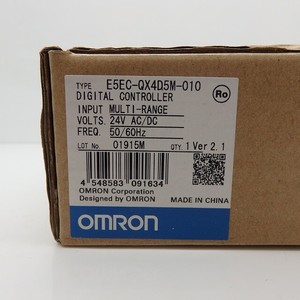 TYPE E5EC-QX4D5M-010
DIGITAL CONTROLLER
Ro
INPUT MULTI-RANGE
VOLTS. 24V AC/DC
FREQ. 50/60Hz
LOT No. 01915M QTY. 1 Ver 2.1
4 548583 091634
OMRON Corporation
Designed by OMRON MADE IN CHINA
OMRON